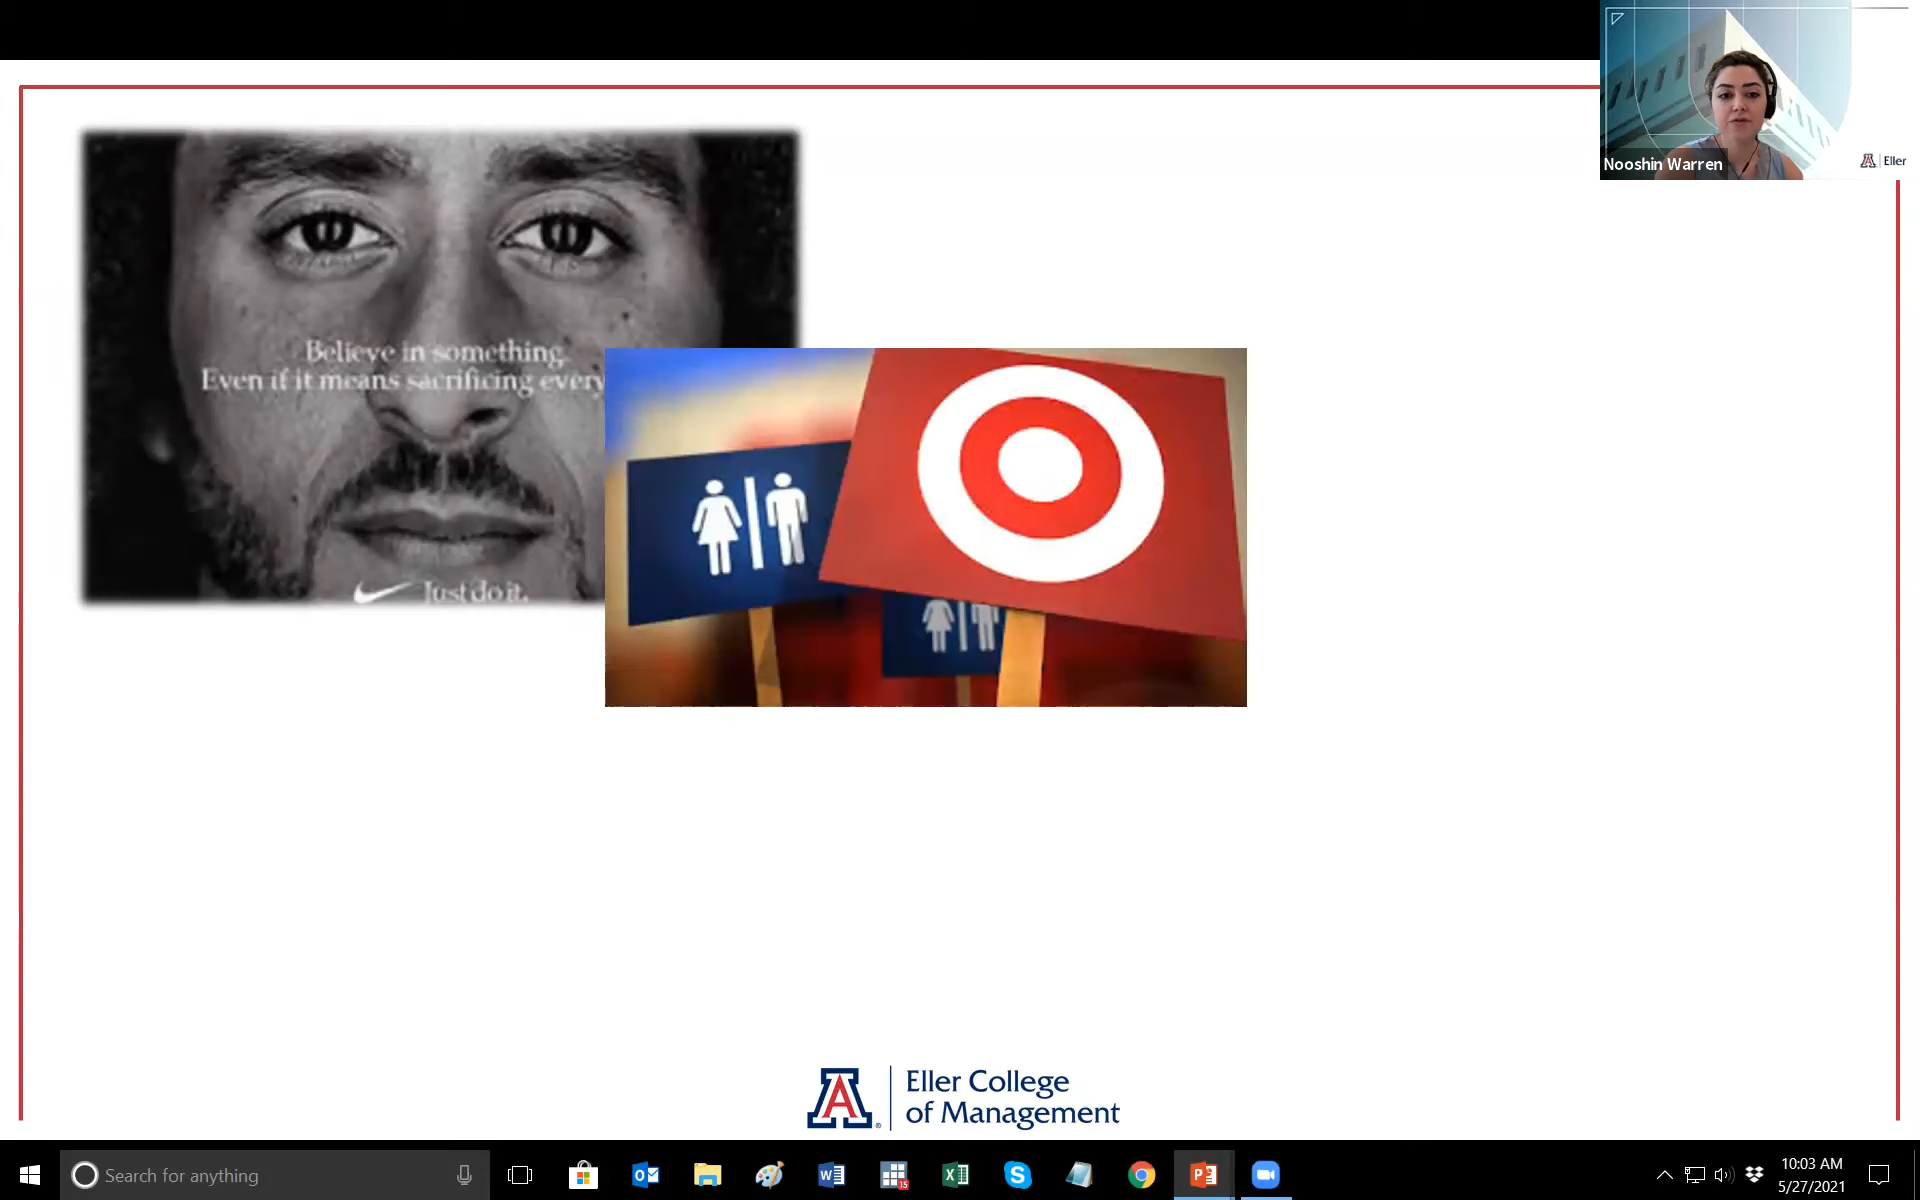 Nooshin Warren
A Eller
Believe in something.
Even if it means sacrificing every
Just do it.
A
Eller College
of Management
Search for anything
15
10:03 AM
5/27/2021